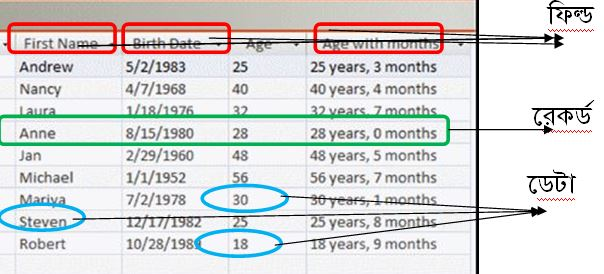 ফিল্ড
First Name Birth Date Age Age with months
Andrew 5/2/1983 25 25 years, 3 months
Nancy 4/7/1968 40 40 years, 4 months
Laura 1/18/1976 32 32 years, 7 months
রেকর্ড
Anne 8/15/1980 28 28 years, 0 months
Jan 2/29/1960 48 48 years, 5 months
Michael 1/1/1952 56 56 years, 7 months
ডেটা
Mariya 7/2/1978 30 30 years, 1 months
Steven 12/17/1982 25 25 years, 8 months
Robert 10/28/1989 18 18 years, 9 months